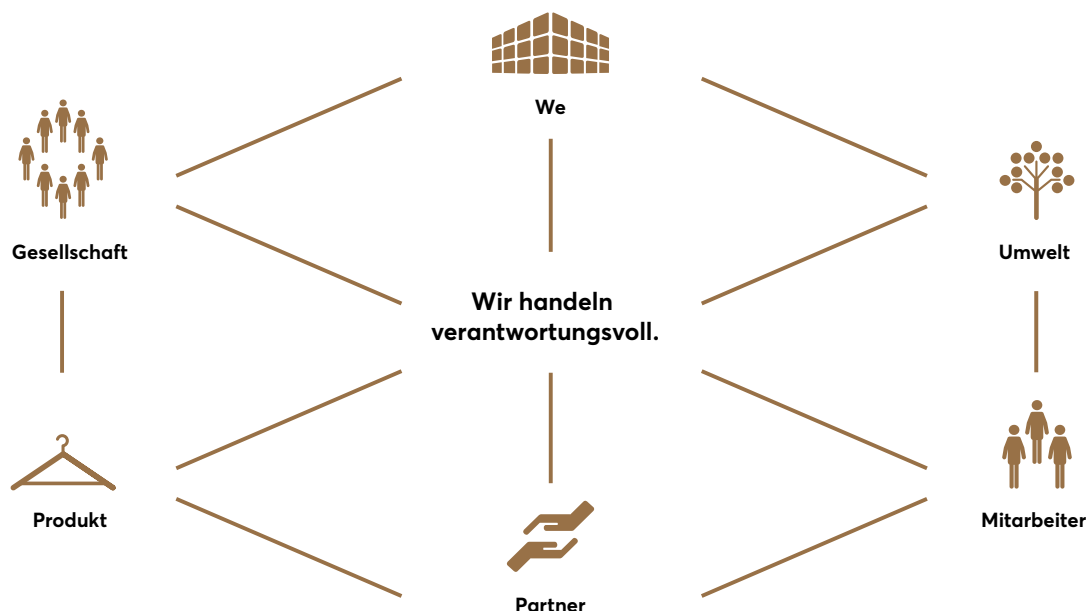 We
Gesellschaft
Umwelt
Wir handeln
verantwortungsvoll.
Produkt
Mitarbeiter
Partner